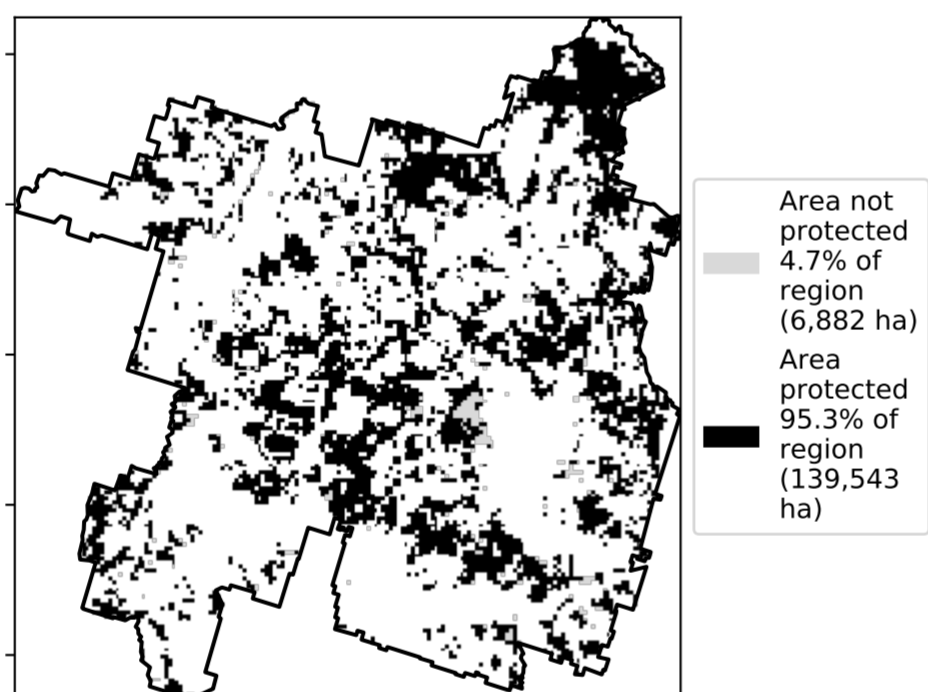 Area not
protected
4.7% of
region
(6,882 ha)
Area
protected
95.3% of
region
(139,543
ha)